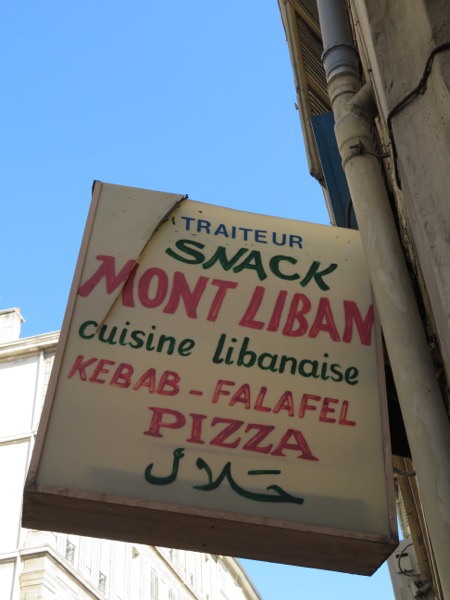 TRAITEUR
SNACK
MONT LIBAN
cuisine libanaise
KEBAB - FALAFEL
PIZZA
حلال